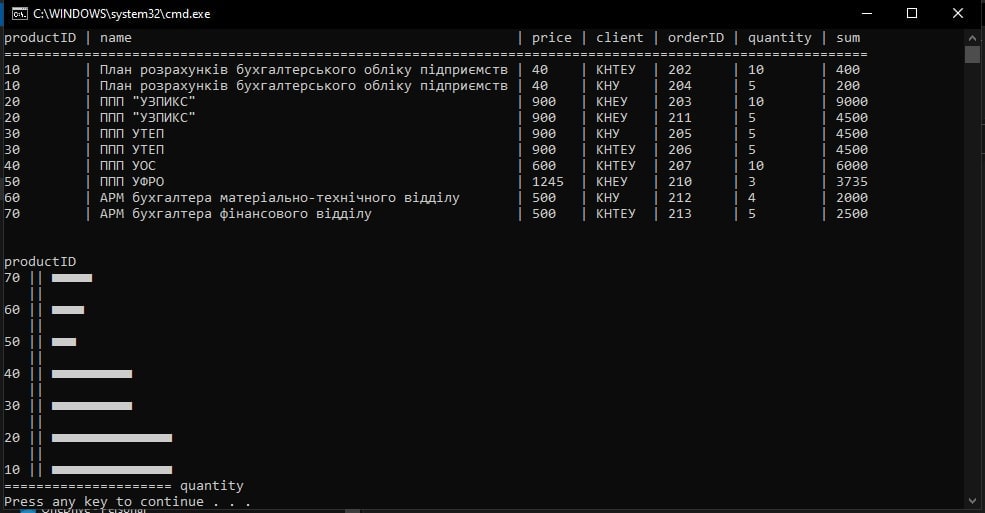 C:\WINDOWS\system32\cmd.exe
productID | name | price | client | orderID | quantity | sum
============================================================================================================
10 | План розрахунків бухгалтерського обліку підприємств | 40 | КНТЕУ | 202 | 10 | 400
10 | План розрахунків бухгалтерського обліку підприємств | 40 | КНУ | 204 | 5 | 200
20 | ППП "УЗПИКС" | 900 | КНЕУ | 203 | 10 | 9000
20 | ППП "УЗПИКС" | 900 | КНЕУ | 211 | 5 | 4500
30 | ППП УТЕП | 900 | КНУ | 205 | 5 | 4500
30 | ППП УТЕП | 900 | КНТЕУ | 206 | 5 | 4500
40 | ППП УОС | 600 | КНТЕУ | 207 | 10 | 6000
50 | ППП УФРО | 1245 | КНЕУ | 210 | 3 | 3735
60 | АРМ бухгалтера матеріально-технічного відділу | 500 | КНУ | 212 | 4 | 2000
70 | АРМ бухгалтера фінансового відділу | 500 | КНТЕУ | 213 | 5 | 2500
productID
70 || ■■■■■
||
60 || ■■■■
||
50 || ■■■
||
40 || ■■■■■■■■■■
||
30 || ■■■■■■■■■■
||
20 || ■■■■■■■■■■■■■■■
||
10 || ■■■■■■■■■■■■■■■
===================== quantity
Press any key to continue . . .